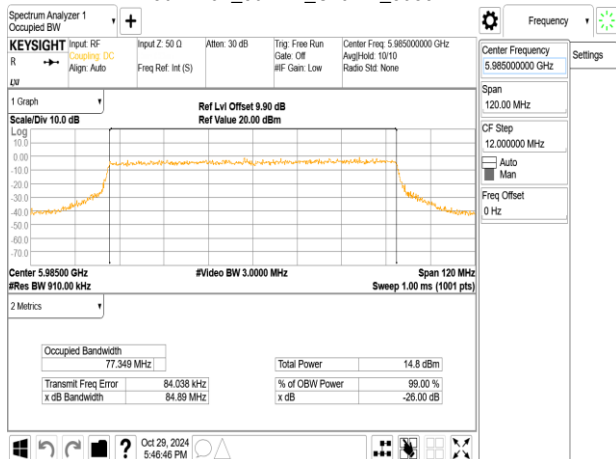 Spectrum Analyzer 1
Occupied BW
Frequency
KEYSIGHT
R
Input: RF
Coupling: DC
Align: Auto
Input Z: 50 Ω
Freq Ref: Int (S)
Atten: 30 dB
Trig: Free Run
Gate: Off
#IF Gain: Low
Center Freq: 5.985000000 GHz
Avg|Hold: 10/10
Radio Std: None
Center Frequency
5.985000000 GHz
Settings
Span
120.00 MHz
CF Step
12.000000 MHz
Auto
Man
Freq Offset
0 Hz
1 Graph
Scale/Div 10.0 dB
Ref Lvl Offset 9.90 dB
Ref Value 20.00 dBm
Log
10.0
0.00
-10.0
-20.0
-30.0
-40.0
-50.0
-60.0
-70.0
Center 5.98500 GHz
#Video BW 3.0000 MHz
Span 120 MHz
#Res BW 910.00 kHz
Sweep 1.00 ms (1001 pts)
2 Metrics
Occupied Bandwidth
77.349 MHz
Total Power 14.8 dBm
Transmit Freq Error 84.038 kHz
% of OBW Power 99.00 %
x dB Bandwidth 84.89 MHz
x dB -26.00 dB
?
Oct 29, 2024
5:46:46 PM